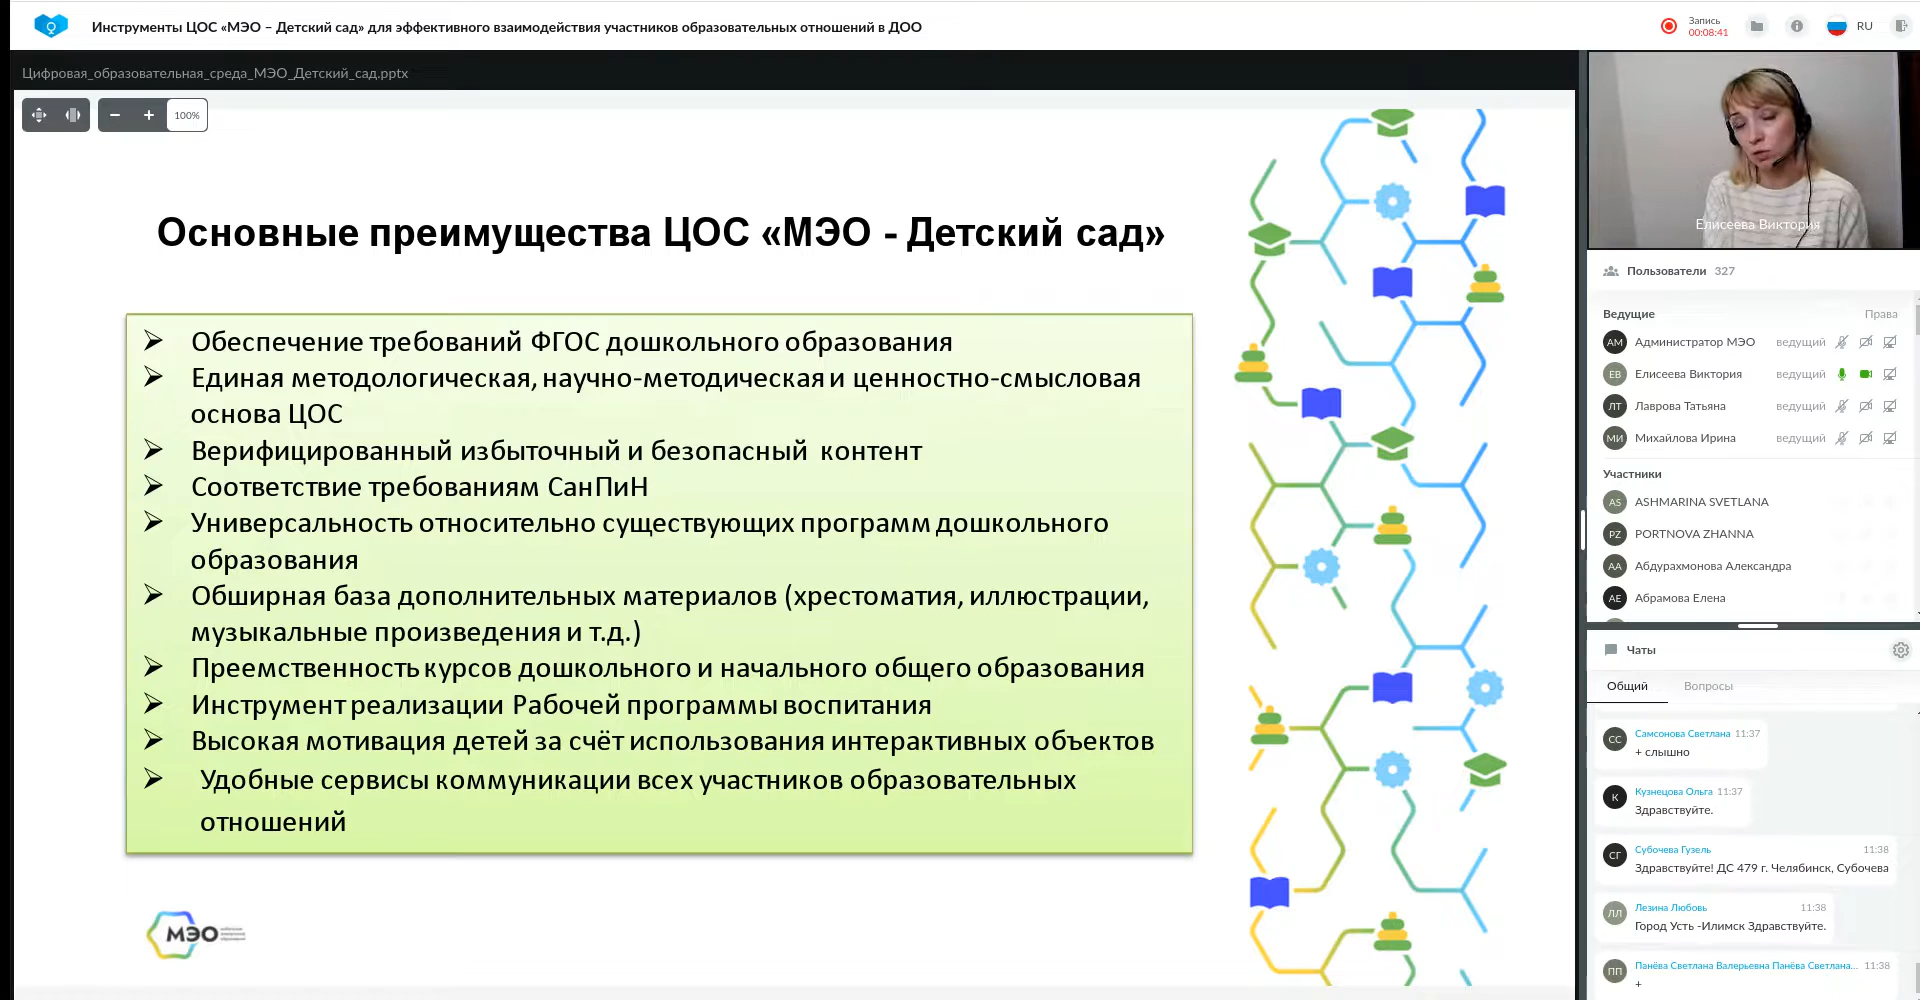 Инструменты ЦОС «МЭО – Детский сад» для эффективного взаимодействия участников образовательных отношений в ДОО
Запись
00:08:41
RU
Цифровая_образовательная_среда_МЭО_Детский_сад.pptx
100%
Основные преимущества ЦОС «МЭО - Детский сад»
Обеспечение требований ФГОС дошкольного образования
Единая методологическая, научно-методическая и ценностно-смысловая
основа ЦОС
Верифицированный избыточный и безопасный контент
Соответствие требованиям СанПиН
Универсальность относительно существующих программ дошкольного
образования
Обширная база дополнительных материалов (хрестоматия, иллюстрации,
музыкальные произведения и т.д.)
Преемственность курсов дошкольного и начального общего образования
Инструмент реализации Рабочей программы воспитания
Высокая мотивация детей за счёт использования интерактивных объектов
Удобные сервисы коммуникации всех участников образовательных
отношений
МЭО
Елисеева Виктория
Пользователи 327
Ведущие Права
АМ Администратор МЭО ведущий
ЕВ Елисеева Виктория ведущий
ЛТ Лаврова Татьяна ведущий
МИ Михайлова Ирина ведущий
Участники
AS ASHMARINA SVETLANA
PZ PORTNOVA ZHANNA
АА Абдурахмонова Александра
АЕ Абрамова Елена
Чаты
Общий Вопросы
СС Самсонова Светлана 11:37
+ слышно
К Кузнецова Ольга 11:37
Здравствуйте.
СГ Субочева Гузель 11:38
Здравствуйте! ДС 479 г. Челябинск, Субочева
ЛЛ Лезина Любовь 11:38
Город Усть -Илимск Здравствуйте.
ПП Панёва Светлана Валерьевна Панёва Светлана... 11:38
+